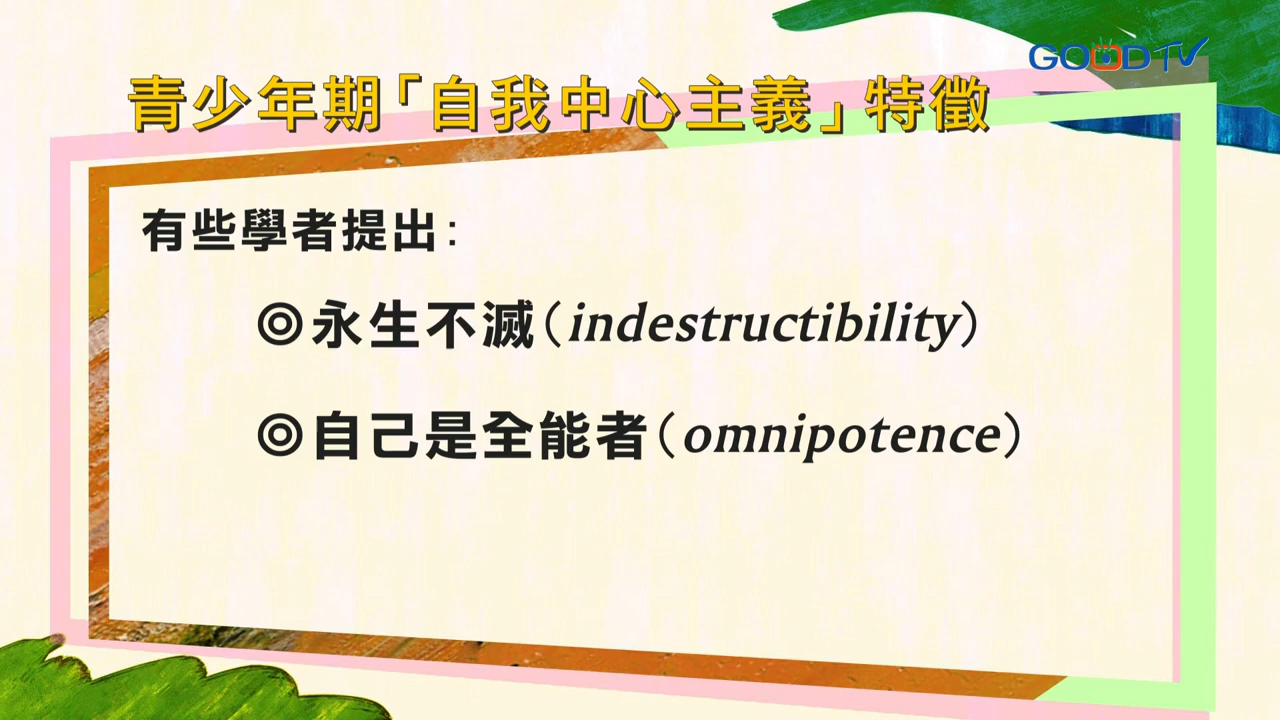 GOODTV
青少年期「自我中心主義」特徵
有些學者提出：
◎永生不滅（indestructibility）
◎自己是全能者（omnipotence）